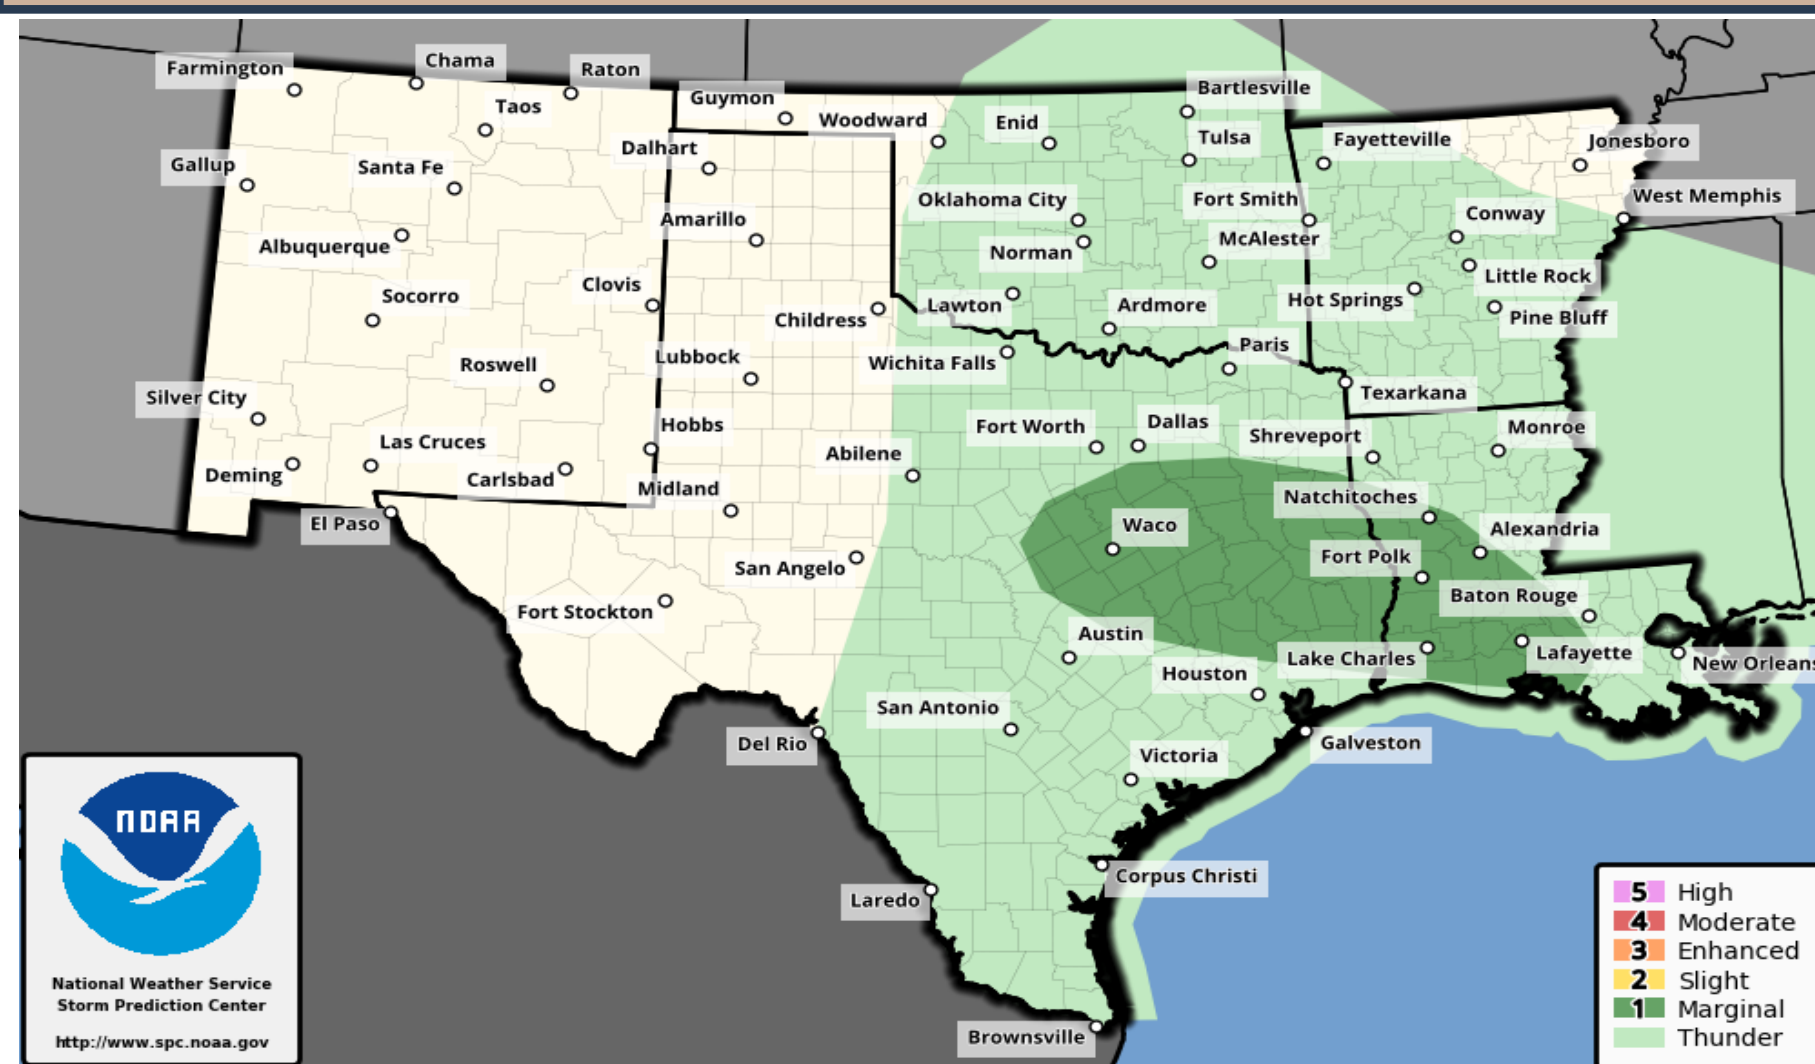 Farmington
Chama
Raton
Taos
Guymon
Woodward
Enid
Bartlesville
Tulsa
Fayetteville
Jonesboro
Gallup
Santa Fe
Dalhart
Oklahoma City
Fort Smith
Conway
West Memphis
Albuquerque
Amarillo
Norman
McAlester
Little Rock
Socorro
Clovis
Childress
Lawton
Ardmore
Hot Springs
Pine Bluff
Roswell
Lubbock
Wichita Falls
Paris
Texarkana
Silver City
Las Cruces
Hobbs
Abilene
Fort Worth
Dallas
Shreveport
Monroe
Deming
Carlsbad
Midland
Natchitoches
El Paso
San Angelo
Waco
Fort Polk
Alexandria
Fort Stockton
Austin
Baton Rouge
Houston
Lake Charles
Lafayette
New Orleans
Del Rio
San Antonio
Victoria
Galveston
Laredo
Corpus Christi
Brownsville
NOAA
National Weather Service
Storm Prediction Center
http://www.spc.noaa.gov
5 High
4 Moderate
3 Enhanced
2 Slight
1 Marginal
Thunder